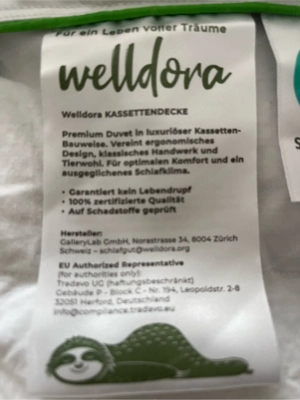 Für ein Leben voller Träume
welldora
Welldora KASSETTENDECKE
Premium Duvet in luxuriöser Kassetten-
Bauweise. Vereint ergonomisches
Design, klassisches Handwerk und
Tierwohl. Für optimalen Komfort und ein
ausgeglichenes Schlafklima.
• Garantiert kein Lebendrupf
• 100% zertifizierte Qualität
• Auf Schadstoffe geprüft
Hersteller:
GalleryLab GmbH, Norastrasse 34, 8004 Zürich
Schweiz – schlafgut@welldora.org
EU Authorized Representative
(for authorities only):
Tradavo UG (haftungsbeschränkt)
Gebäude P - Block C - Nr. 194, Leopoldstr. 2-8
32051 Herford, Deutschland
info@compliance.tradavo.eu
S